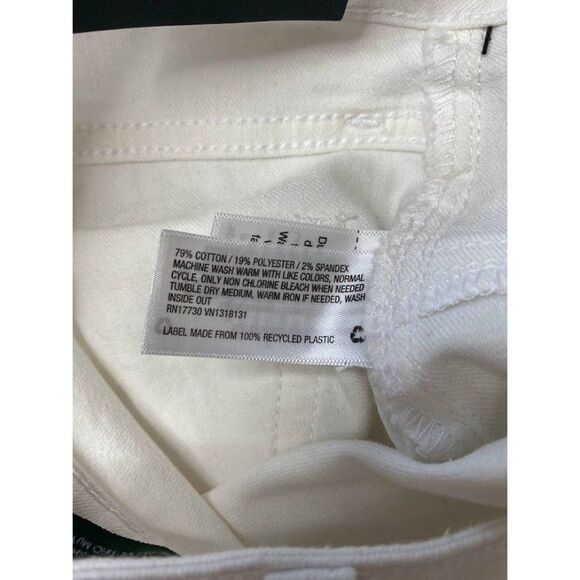 79% COTTON / 19% POLYESTER / 2% SPANDEX
MACHINE WASH WARM WITH LIKE COLORS, NORMAL
CYCLE, ONLY NON CHLORINE BLEACH WHEN NEEDED
TUMBLE DRY MEDIUM, WARM IRON IF NEEDED, WASH
INSIDE OUT
RN17730 VN1318131
LABEL MADE FROM 100% RECYCLED PLASTIC